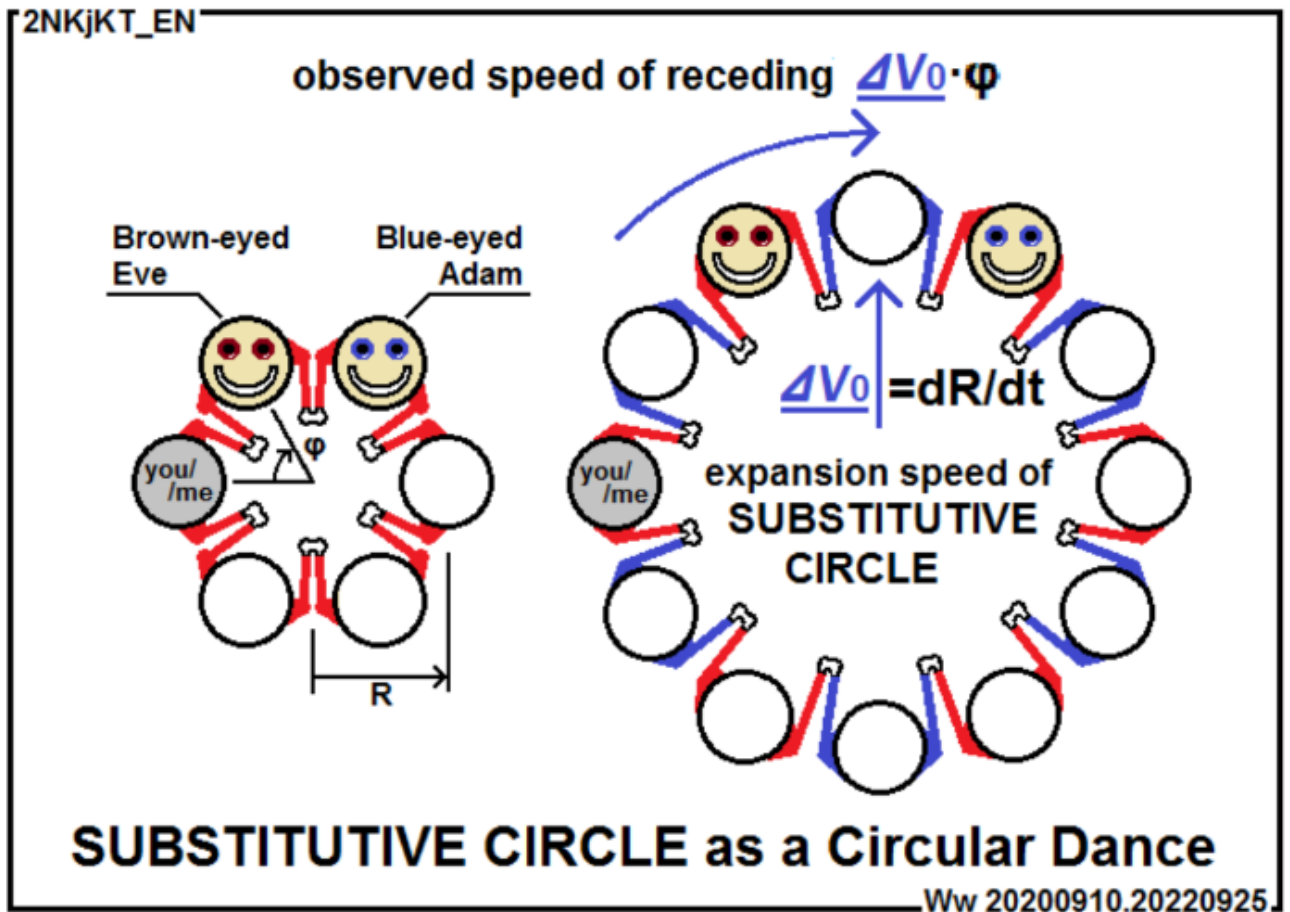 2NKjKT_EN
observed speed of receding ΔV0·φ
Brown-eyed
Eve
Blue-eyed
Adam
φ
you/
/me
R
ΔV0 =dR/dt
you/
/me
expansion speed of
SUBSTITUTIVE
CIRCLE
SUBSTITUTIVE CIRCLE as a Circular Dance
Ww 20200910.20220925